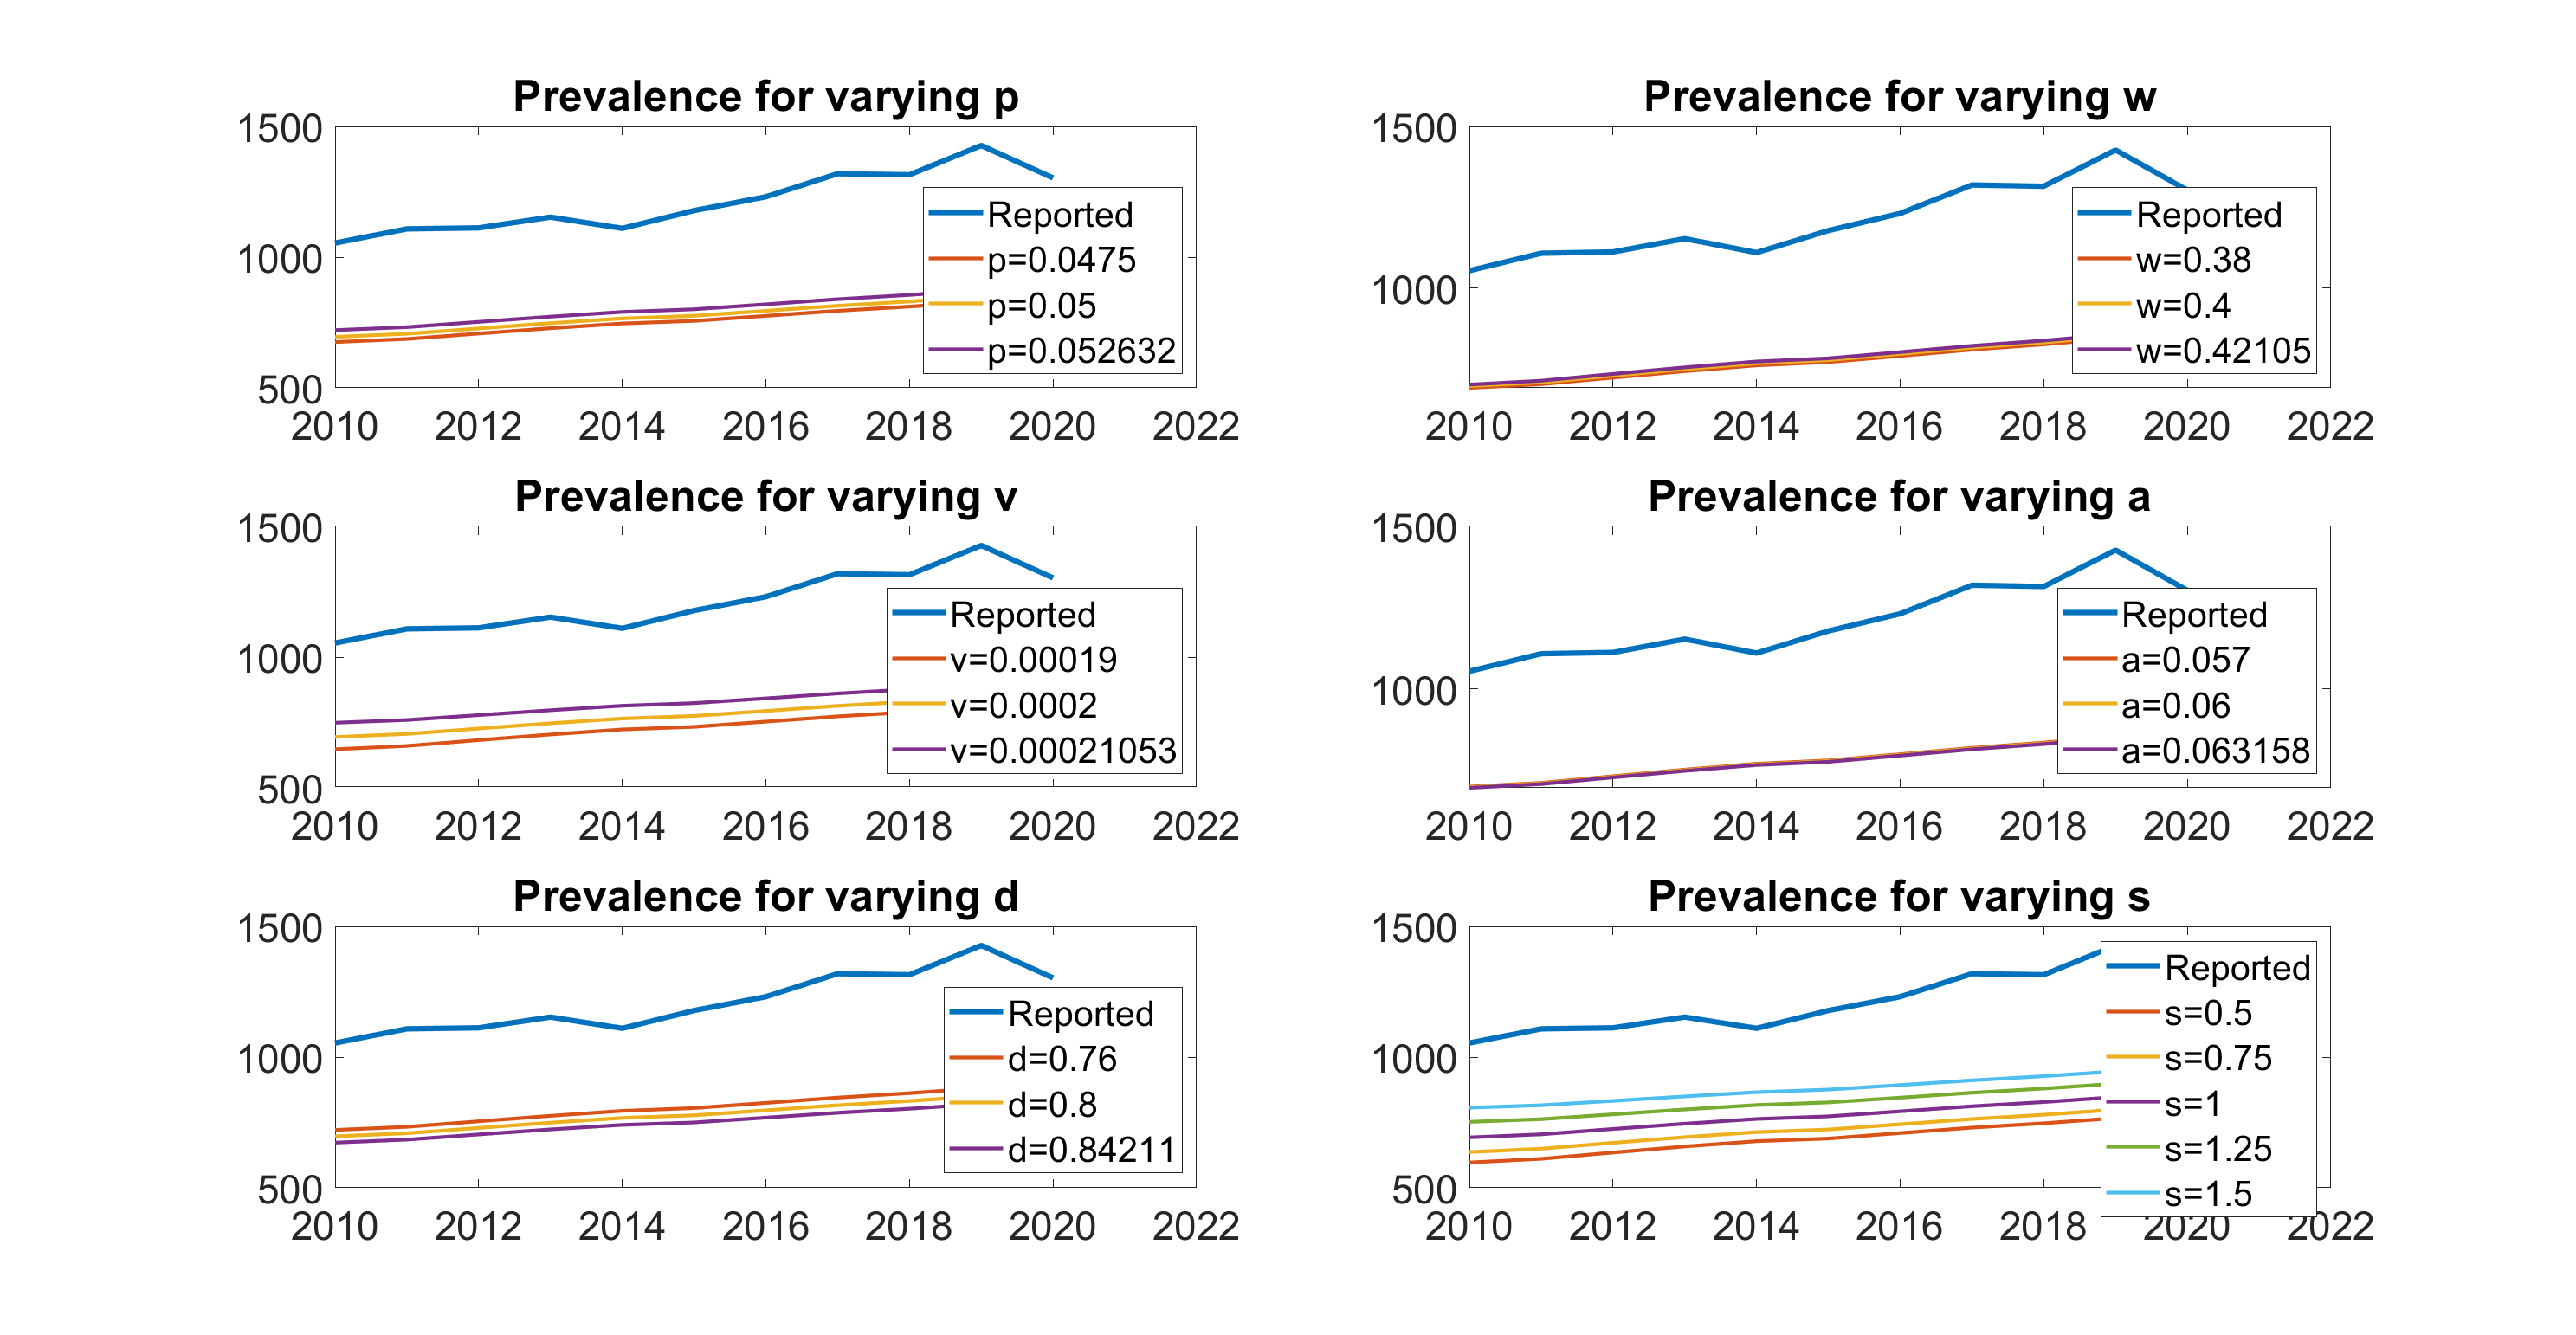 Prevalence for varying p
1500
1000
500
2010 2012 2014 2016 2018 2020 2022
Reported
p=0.0475
p=0.05
p=0.052632
Prevalence for varying w
1500
1000
2010 2012 2014 2016 2018 2020 2022
Reported
w=0.38
w=0.4
w=0.42105
Prevalence for varying v
1500
1000
500
2010 2012 2014 2016 2018 2020 2022
Reported
v=0.00019
v=0.0002
v=0.00021053
Prevalence for varying a
1500
1000
2010 2012 2014 2016 2018 2020 2022
Reported
a=0.057
a=0.06
a=0.063158
Prevalence for varying d
1500
1000
500
2010 2012 2014 2016 2018 2020 2022
Reported
d=0.76
d=0.8
d=0.84211
Prevalence for varying s
1500
1000
500
2010 2012 2014 2016 2018 2020 2022
Reported
s=0.5
s=0.75
s=1
s=1.25
s=1.5